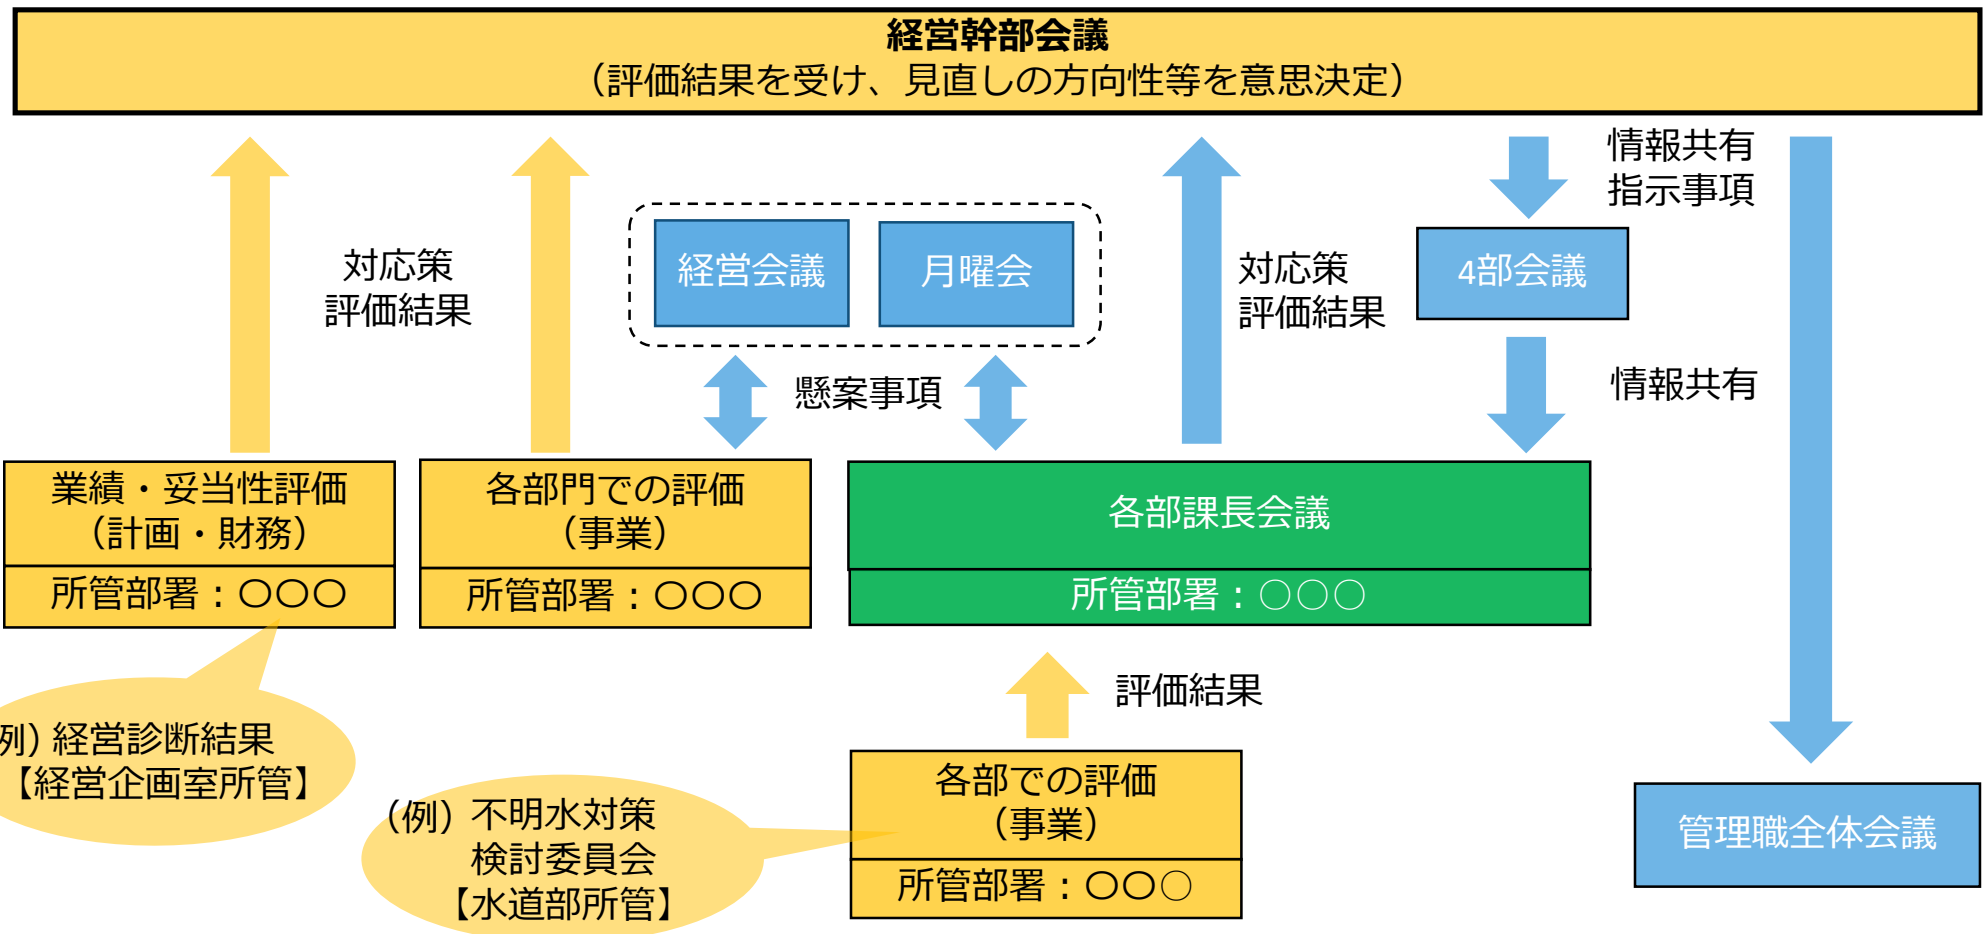 経営幹部会議
（評価結果を受け、見直しの方向性等を意思決定）
情報共有
指示事項
対応策
評価結果
経営会議
月曜会
対応策
評価結果
4部会議
懸案事項
情報共有
業績・妥当性評価
（計画・財務）
所管部署：〇〇〇
各部門での評価
（事業）
所管部署：〇〇〇
各部課長会議
所管部署：○○○
評価結果
例）経営診断結果
【経営企画室所管】
（例）不明水対策
検討委員会
【水道部所管】
各部での評価
（事業）
所管部署：〇〇○
管理職全体会議